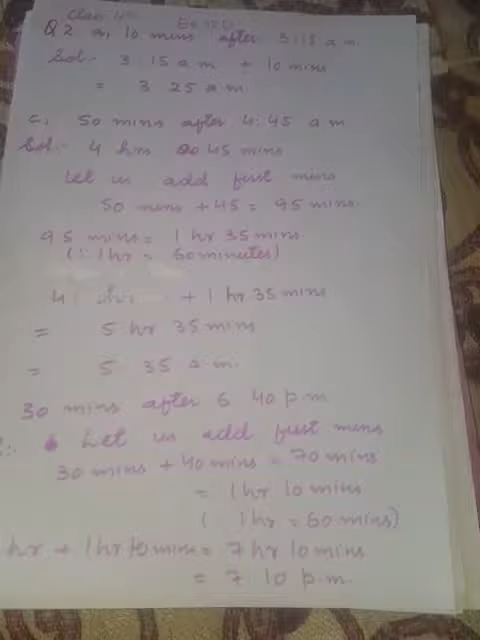 Class
Q2 a, 10 mins after 3:15 a.m.
Sol:- 3 15 a.m + 10 mins
= 3 25 a.m
c, 50 mins after 4:45 a m
Sol:- 4 hrs 45 mins
Let us add first mins
50 mins + 45 = 95 mins.
95 mins = 1 hr 35 mins
(∵ 1 hr = 60 minutes)
4 + 1 hr 35 mins
= 5 hr 35 mins
= 5 35 a.m.
30 mins after 6 40 p.m
Let us add first mins
30 mins + 40 mins = 70 mins
= 1 hr 10 mins
( 1 hr = 60 mins)
hr + 1 hr 10 mins = 7 hr 10 mins
= 7 10 p.m.